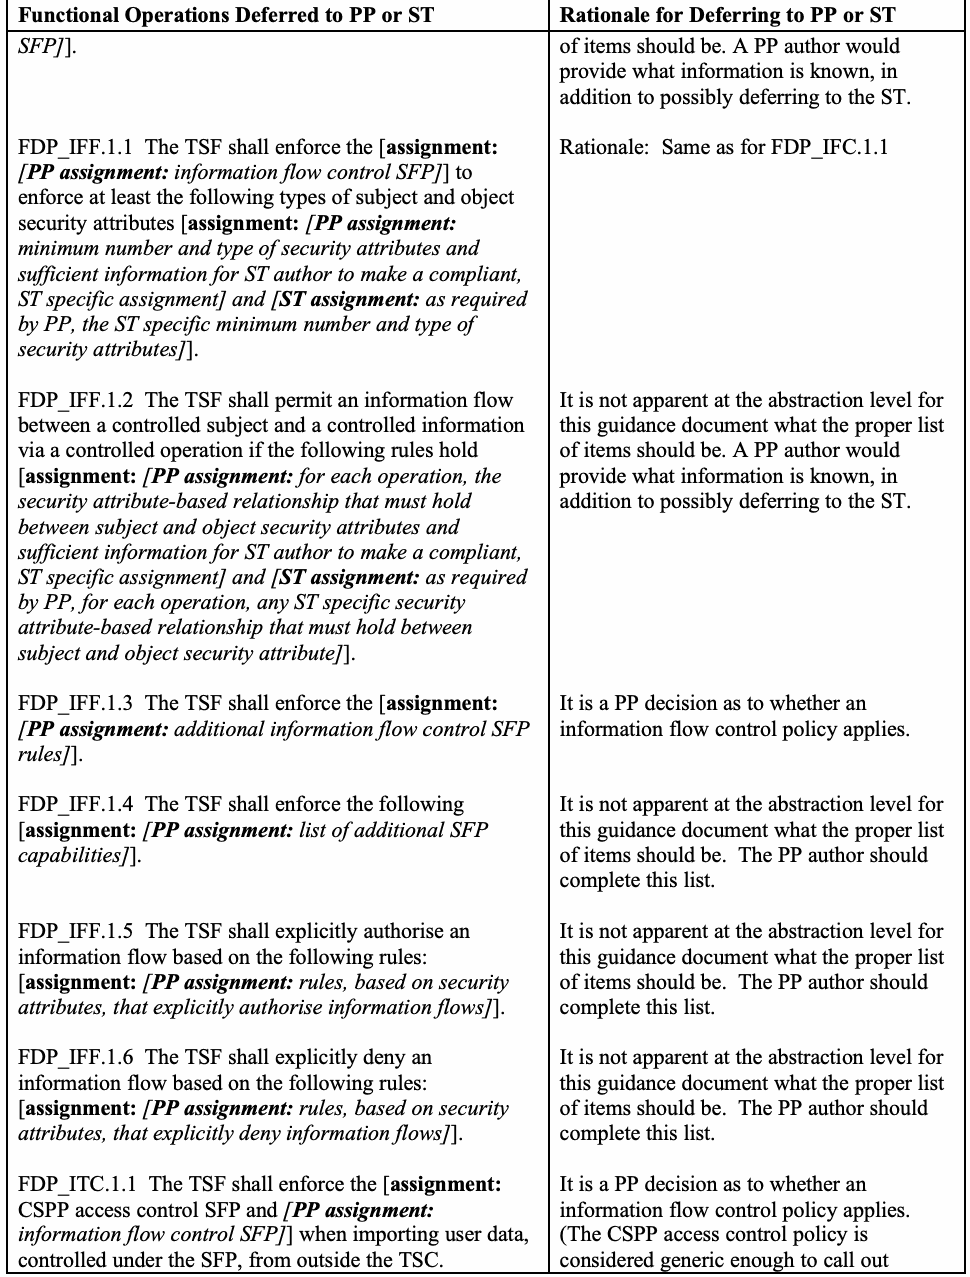 Functional Operations Deferred to PP or ST
Rationale for Deferring to PP or ST
SFP]].
of items should be. A PP author would
provide what information is known, in
addition to possibly deferring to the ST.
FDP_IFF.1.1 The TSF shall enforce the [assignment:
[PP assignment: information flow control SFP]] to
enforce at least the following types of subject and object
security attributes [assignment: [PP assignment:
minimum number and type of security attributes and
sufficient information for ST author to make a compliant,
ST specific assignment] and [ST assignment: as required
by PP, the ST specific minimum number and type of
security attributes]].
Rationale: Same as for FDP_IFC.1.1
FDP_IFF.1.2 The TSF shall permit an information flow
between a controlled subject and a controlled information
via a controlled operation if the following rules hold
[assignment: [PP assignment: for each operation, the
security attribute-based relationship that must hold
between subject and object security attributes and
sufficient information for ST author to make a compliant,
ST specific assignment] and [ST assignment: as required
by PP, for each operation, any ST specific security
attribute-based relationship that must hold between
subject and object security attribute]].
It is not apparent at the abstraction level for
this guidance document what the proper list
of items should be. A PP author would
provide what information is known, in
addition to possibly deferring to the ST.
FDP_IFF.1.3 The TSF shall enforce the [assignment:
[PP assignment: additional information flow control SFP
rules]].
It is a PP decision as to whether an
information flow control policy applies.
FDP_IFF.1.4 The TSF shall enforce the following
[assignment: [PP assignment: list of additional SFP
capabilities]].
It is not apparent at the abstraction level for
this guidance document what the proper list
of items should be. The PP author should
complete this list.
FDP_IFF.1.5 The TSF shall explicitly authorise an
information flow based on the following rules:
[assignment: [PP assignment: rules, based on security
attributes, that explicitly authorise information flows]].
It is not apparent at the abstraction level for
this guidance document what the proper list
of items should be. The PP author should
complete this list.
FDP_IFF.1.6 The TSF shall explicitly deny an
information flow based on the following rules:
[assignment: [PP assignment: rules, based on security
attributes, that explicitly deny information flows]].
It is not apparent at the abstraction level for
this guidance document what the proper list
of items should be. The PP author should
complete this list.
FDP_ITC.1.1 The TSF shall enforce the [assignment:
CSPP access control SFP and [PP assignment:
information flow control SFP]] when importing user data,
controlled under the SFP, from outside the TSC.
It is a PP decision as to whether an
information flow control policy applies.
(The CSPP access control policy is
considered generic enough to call out